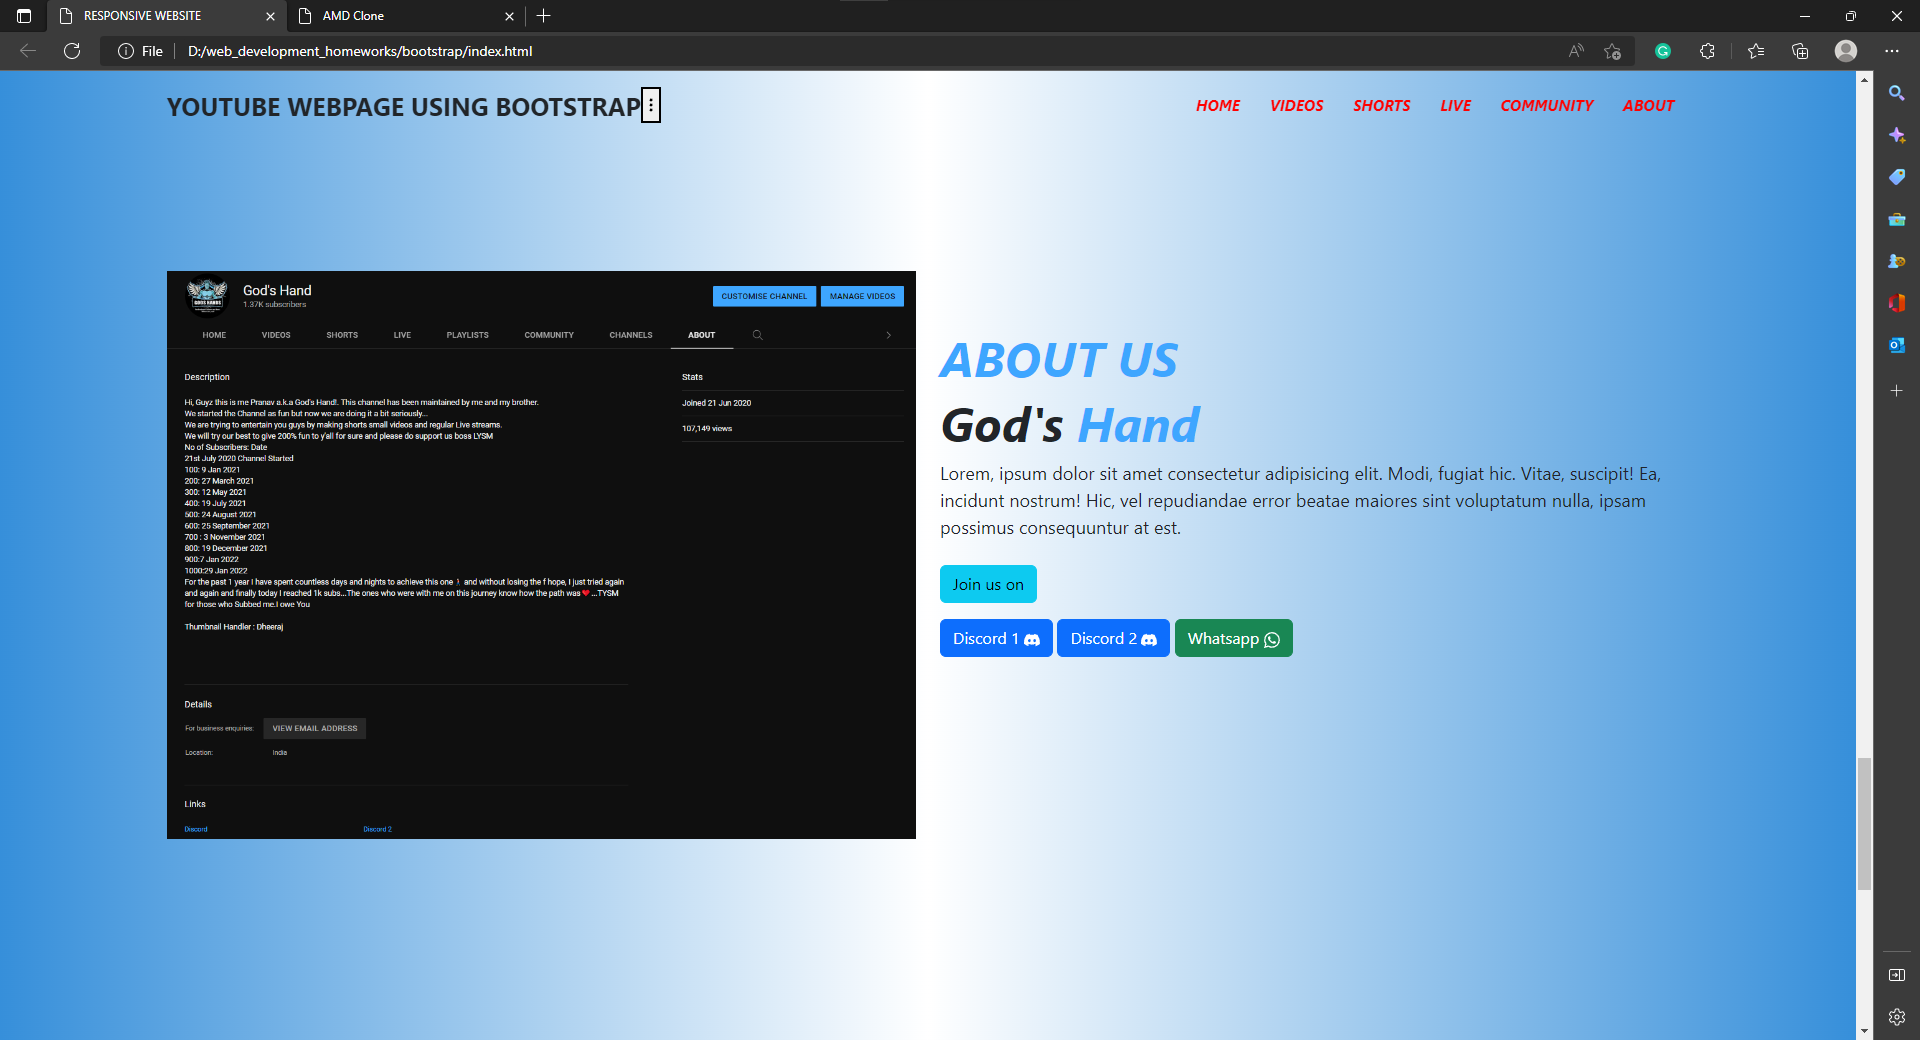 RESPONSIVE WEBSITE
AMD Clone
File
D:/web_development_homeworks/bootstrap/index.html
YOUTUBE WEBPAGE USING BOOTSTRAP
HOME VIDEOS SHORTS LIVE COMMUNITY ABOUT
God's Hand
1.37K subscribers
CUSTOMISE CHANNEL MANAGE VIDEOS
HOME VIDEOS SHORTS LIVE PLAYLISTS COMMUNITY CHANNELS ABOUT
Description
Hi, Guyz this is me Pranav a.k.a God's Hand!. This channel has been maintained by me and my brother.
We started the Channel as fun but now we are doing it a bit seriously...
We are trying to entertain you guys by making shorts small videos and regular Live streams.
We will try our best to give 200% fun to y'all for sure and please do support us boss LYSM
No of Subscribers: Date
21st July 2020 Channel Started
100: 9 Jan 2021
200: 27 March 2021
300: 12 May 2021
400: 19 July 2021
500: 24 August 2021
600: 25 September 2021
700 : 3 November 2021
800: 19 December 2021
900:7 Jan 2022
1000:29 Jan 2022
For the past 1 year I have spent countless days and nights to achieve this one and without losing the f hope, I just tried again
and again and finally today I reached 1k subs...The ones who were with me on this journey know how the path was ❤ ...TYSM
for those who Subbed me.I owe You
Thumbnail Handler : Dheeraj
Stats
Joined 21 Jun 2020
107,149 views
Details
For business enquiries: VIEW EMAIL ADDRESS
Location: India
Links
Discord Discord 2
ABOUT US
God's Hand
Lorem, ipsum dolor sit amet consectetur adipisicing elit. Modi, fugiat hic. Vitae, suscipit! Ea,
incidunt nostrum! Hic, vel repudiandae error beatae maiores sint voluptatum nulla, ipsam
possimus consequuntur at est.
Join us on
Discord 1 Discord 2 Whatsapp